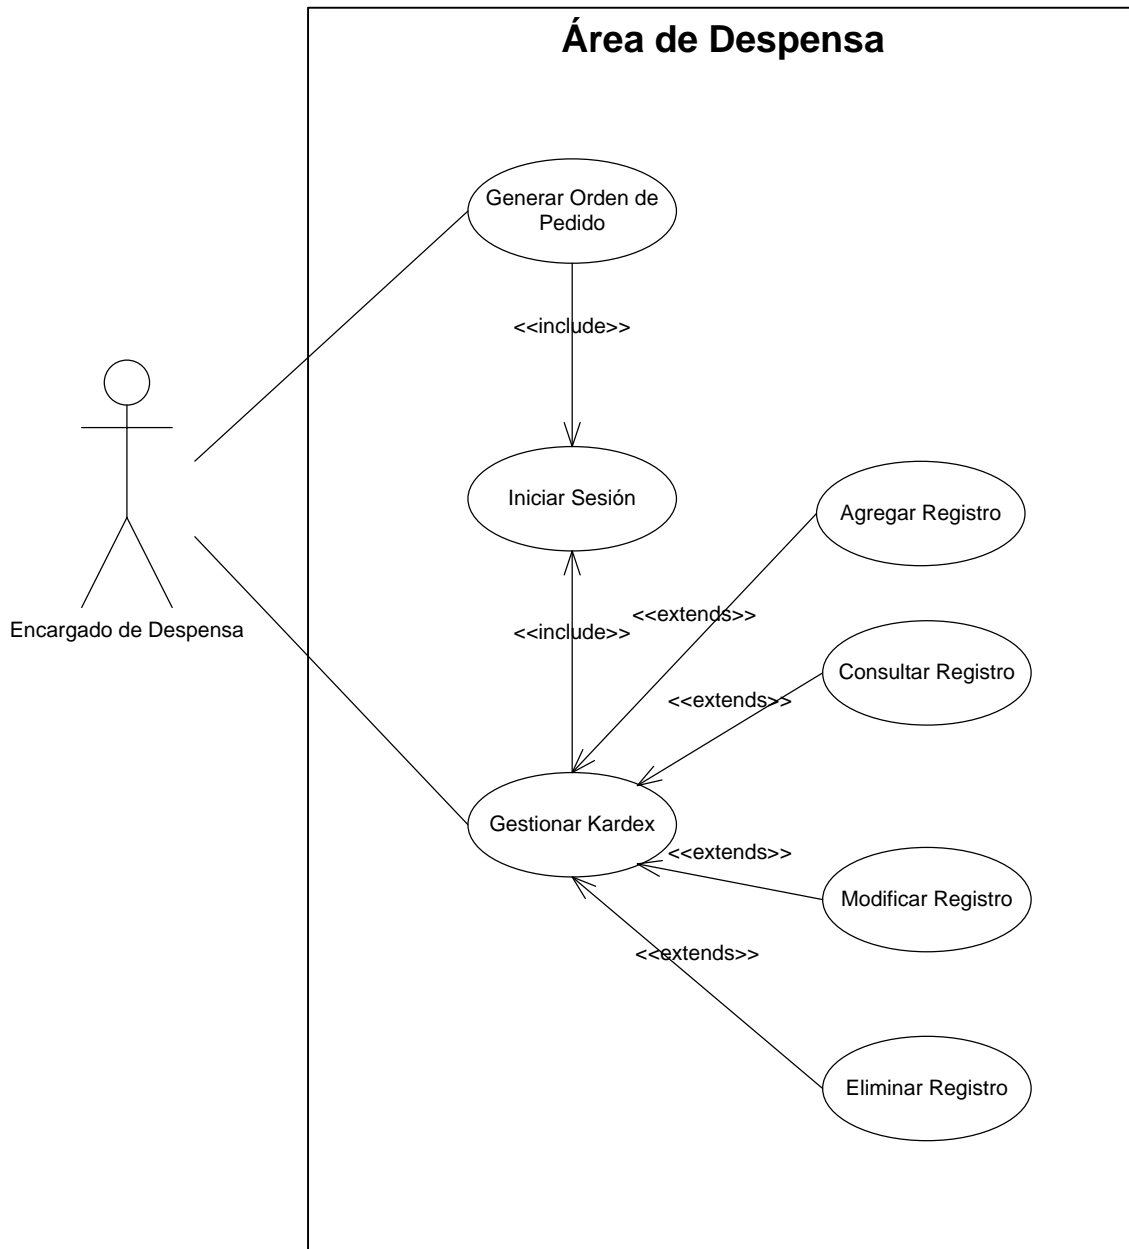 Área de Despensa
Generar Orden de
Pedido
<<include>>
Iniciar Sesión
Agregar Registro
<<extends>>
<<include>>
Encargado de Despensa
Consultar Registro
<<extends>>
Gestionar Kardex
<<extends>>
Modificar Registro
<<extends>>
Eliminar Registro